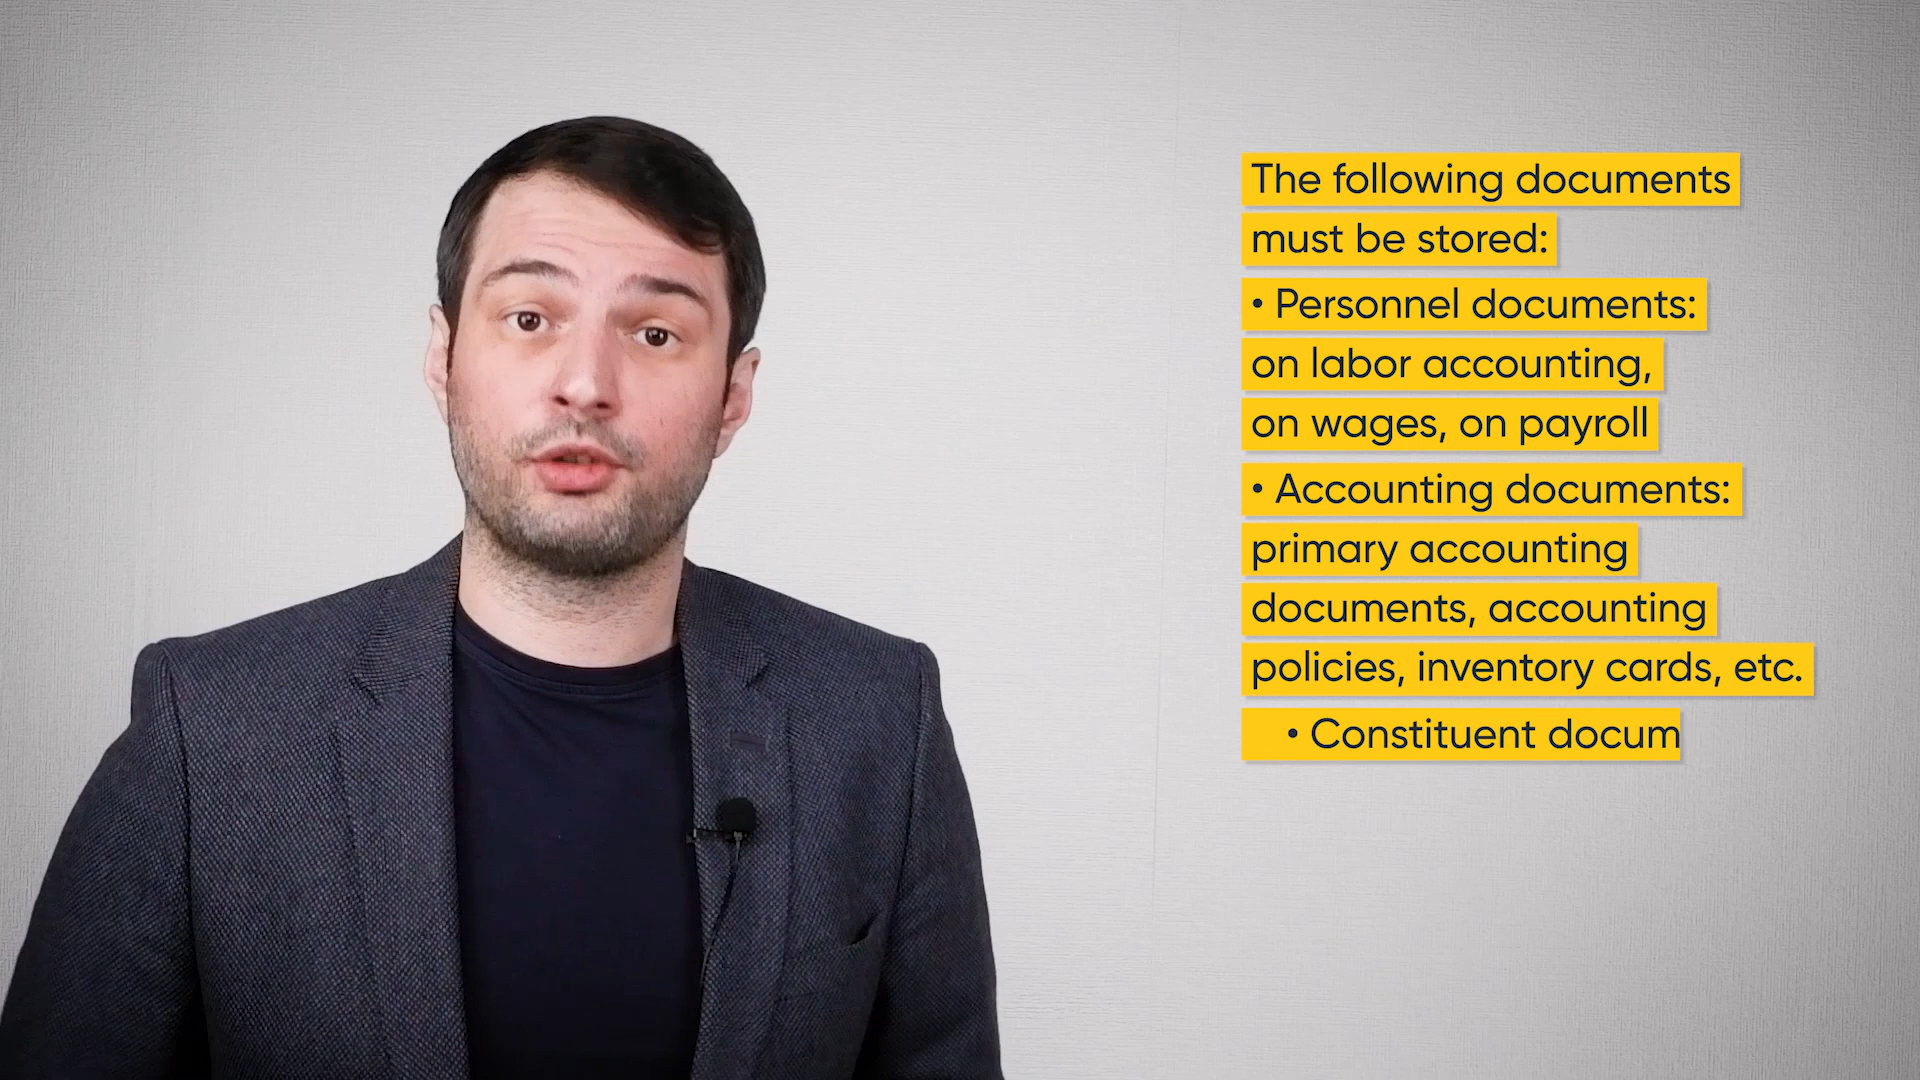 The following documents
must be stored:
• Personnel documents:
on labor accounting,
on wages, on payroll
• Accounting documents:
primary accounting
documents, accounting
policies, inventory cards, etc.
• Constituent docum